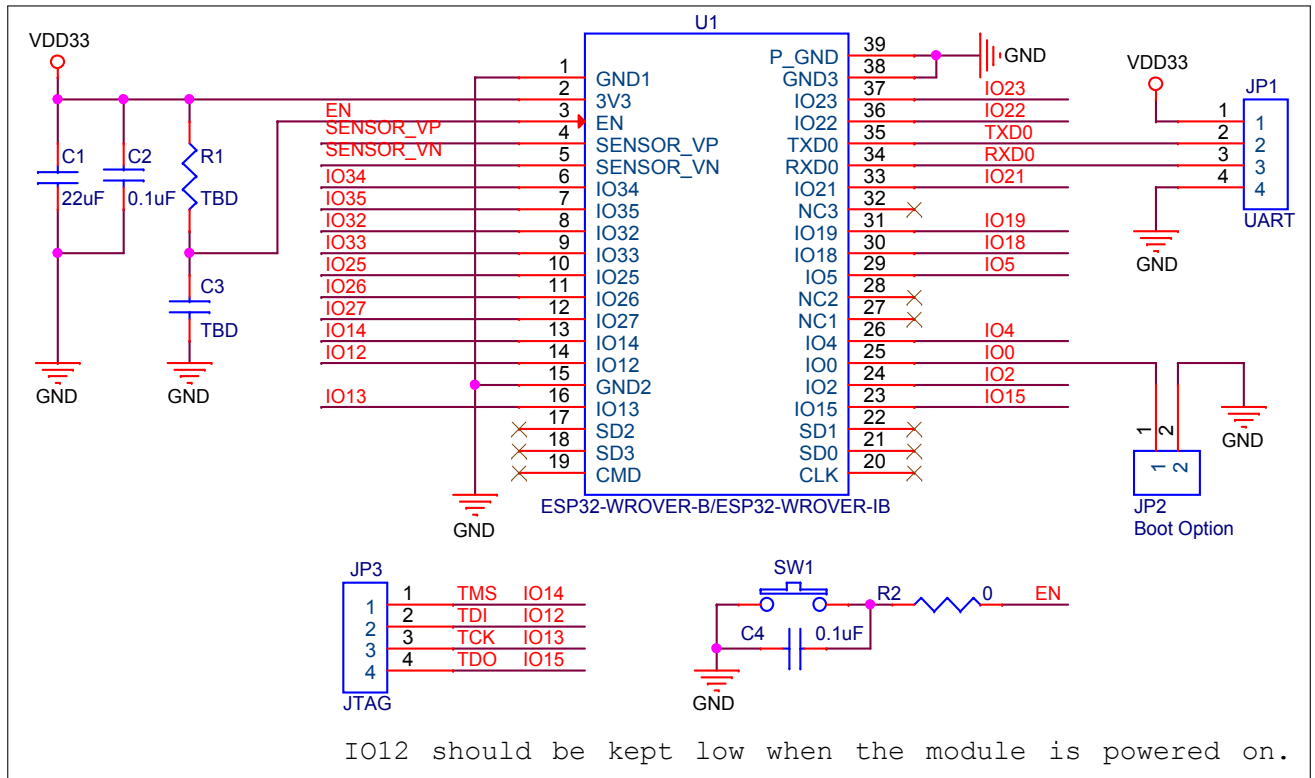 U1
VDD33
39
P_GND
GND
1
GND1
38
GND3
VDD33
2
3V3
37
IO23
IO23
JP1
EN
3
EN
36
IO22
IO22
1
1
SENSOR_VP
4
SENSOR_VP
35
TXD0
TXD0
2
2
SENSOR_VN
5
SENSOR_VN
34
RXD0
RXD0
3
3
C1
C2
R1
IO34
6
IO34
33
IO21
IO21
4
4
22uF
0.1uF
TBD
IO35
7
IO35
32
NC3
UART
IO32
8
IO32
31
IO19
IO19
IO33
9
IO33
30
IO18
IO18
GND
IO25
10
IO25
29
IO5
IO5
C3
IO26
11
IO26
28
NC2
TBD
IO27
12
IO27
27
NC1
IO14
13
IO14
26
IO4
IO4
IO12
14
IO12
25
IO0
IO0
GND
GND
15
GND2
24
IO2
IO2
IO13
16
IO13
23
IO15
IO15
17
SD2
22
SD1
1
2
GND
18
SD3
21
SD0
19
CMD
20
CLK
1
2
ESP32-WROVER-B/ESP32-WROVER-IB
JP2
Boot Option
GND
JP3
1
1
TMS
IO14
2
2
TDI
IO12
3
3
TCK
IO13
4
4
TDO
IO15
JTAG
SW1
R2
0
EN
C4
0.1uF
GND
IO12 should be kept low when the module is powered on.